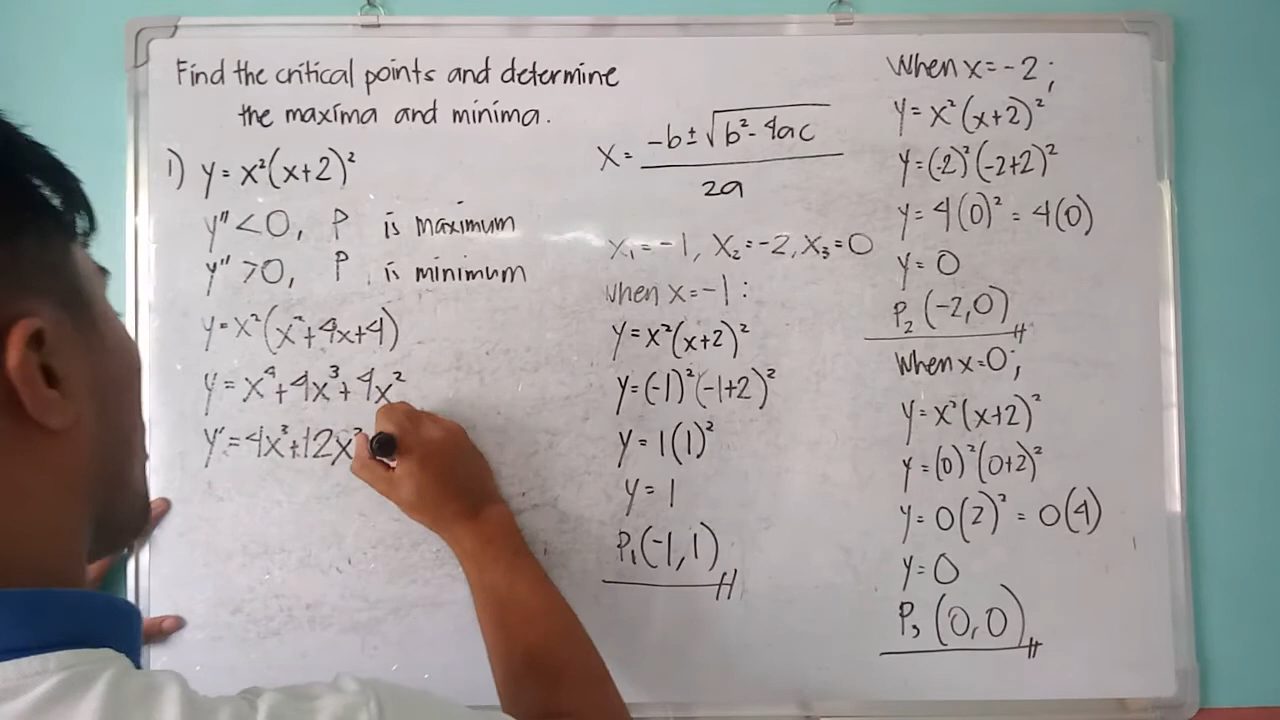 Find the critical points and determine
the maxima and minima.
1) y=x²(x+2)²
y″<0, P is maximum
y″>0, P is minimum
y=x²(x²+4x+4)
y=x⁴+4x³+4x²
y′=4x³+12x²
x= -b±√b²-4ac
2a
x₁=-1, x₂=-2, x₃=0
when x=-1:
y=x²(x+2)²
y=(-1)²(-1+2)²
y=1(1)²
y=1
P₁(-1,1)
When x=-2;
y=x²(x+2)²
y=(-2)²(-2+2)²
y=4(0)²=4(0)
y=0
P₂(-2,0)
When x=0;
y=x²(x+2)²
y=(0)²(0+2)²
y=0(2)²=0(4)
y=0
P₃(0,0)